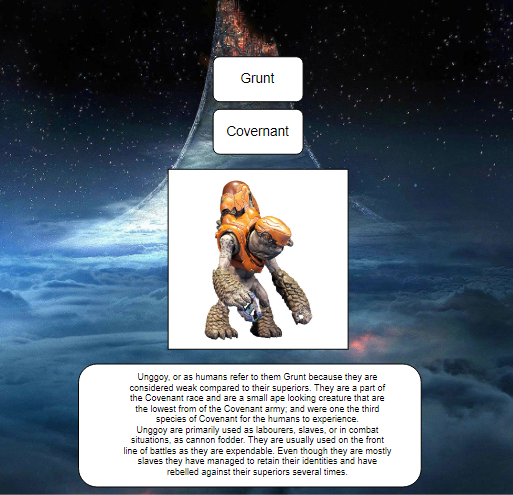 Grunt
Covernant
Unggoy, or as humans refer to them Grunt because they are
considered weak compared to their superiors. They are a part of
the Covenant race and are a small ape looking creature that are
the lowest from of the Covenant army; and were one the third
species of Covenant for the humans to experience.
Unggoy are primarily used as labourers, slaves, or in combat
situations, as cannon fodder. They are usually used on the front
line of battles as they are expendable. Even though they are mostly
slaves they have managed to retain their identities and have
rebelled against their superiors several times.